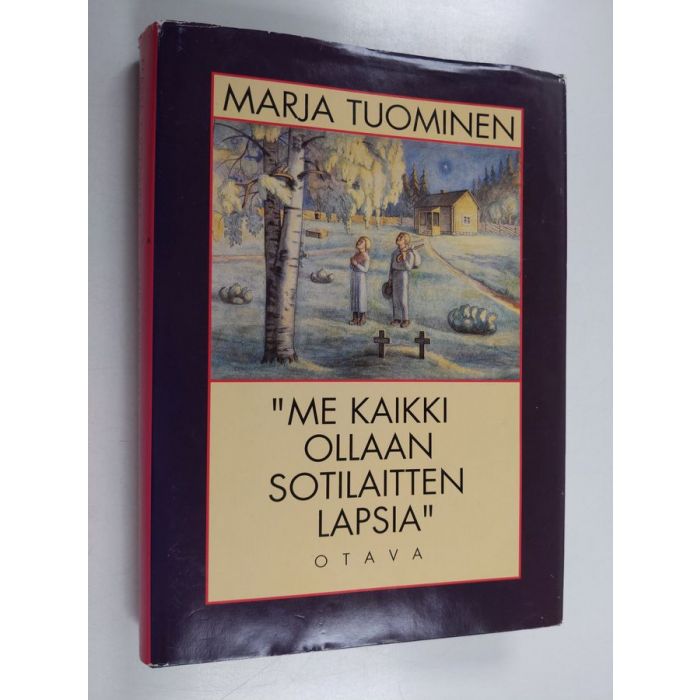 MARJA TUOMINEN
"ME KAIKKI
OLLAAN
SOTILAITTEN
LAPSIA"
OTAVA